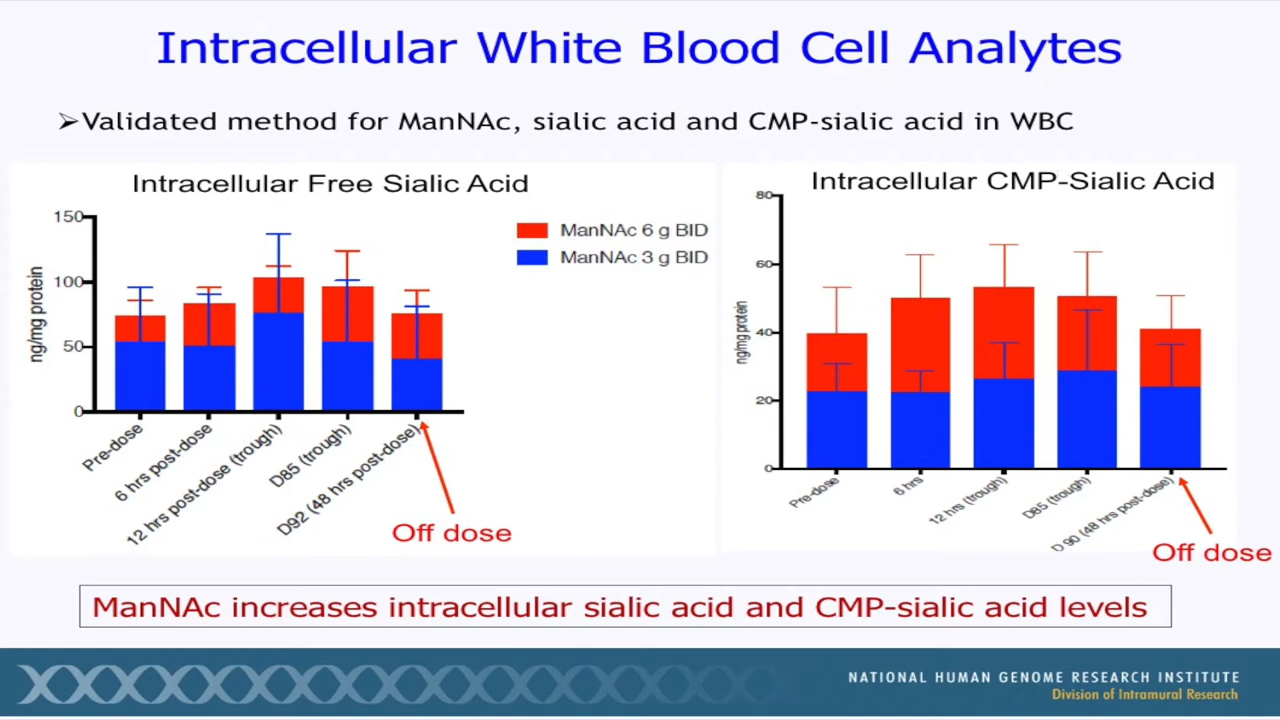 Intracellular White Blood Cell Analytes
➢Validated method for ManNAc, sialic acid and CMP-sialic acid in WBC
Intracellular Free Sialic Acid
150
100
50
0
ng/mg protein
ManNAc 6 g BID
ManNAc 3 g BID
Pre-dose
6 hrs post-dose
12 hrs post-dose (trough)
D85 (trough)
D92 (48 hrs post-dose)
Off dose
Intracellular CMP-Sialic Acid
80
60
40
20
0
ng/mg protein
Pre-dose
6 hrs
12 hrs (trough)
D85 (trough)
D 90 (48 hrs post-dose)
Off dose
ManNAc increases intracellular sialic acid and CMP-sialic acid levels
NATIONAL HUMAN GENOME RESEARCH INSTITUTE
Division of Intramural Research